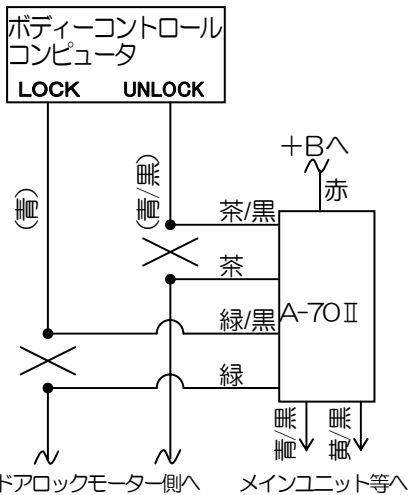 ボディーコントロール
コンピュータ
LOCK UNLOCK
+Bへ
赤
(青)
(青/黒)
茶/黒
茶
緑/黒
A-70Ⅱ
緑
青/黒
黄/黒
ドアロックモーター側へ
メインユニット等へ